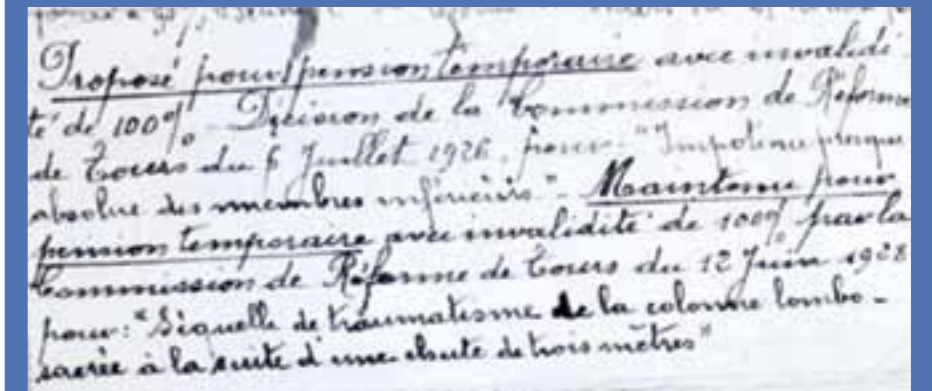 Proposé pour pension temporaire avec invalidi-
té de 100% Décision de la Commission de Réforme
de Tours du 6 Juillet 1926, pour: "Impotence presque
absolue des membres inférieurs" - Maintenu pour
pension temporaire avec invalidité de 100% par la
Commission de Réforme de Tours du 12 Juin 1928
pour: "Séquelle de traumatisme de la colonne lombo-
sacrée à la suite d'une chute de trois mètres"